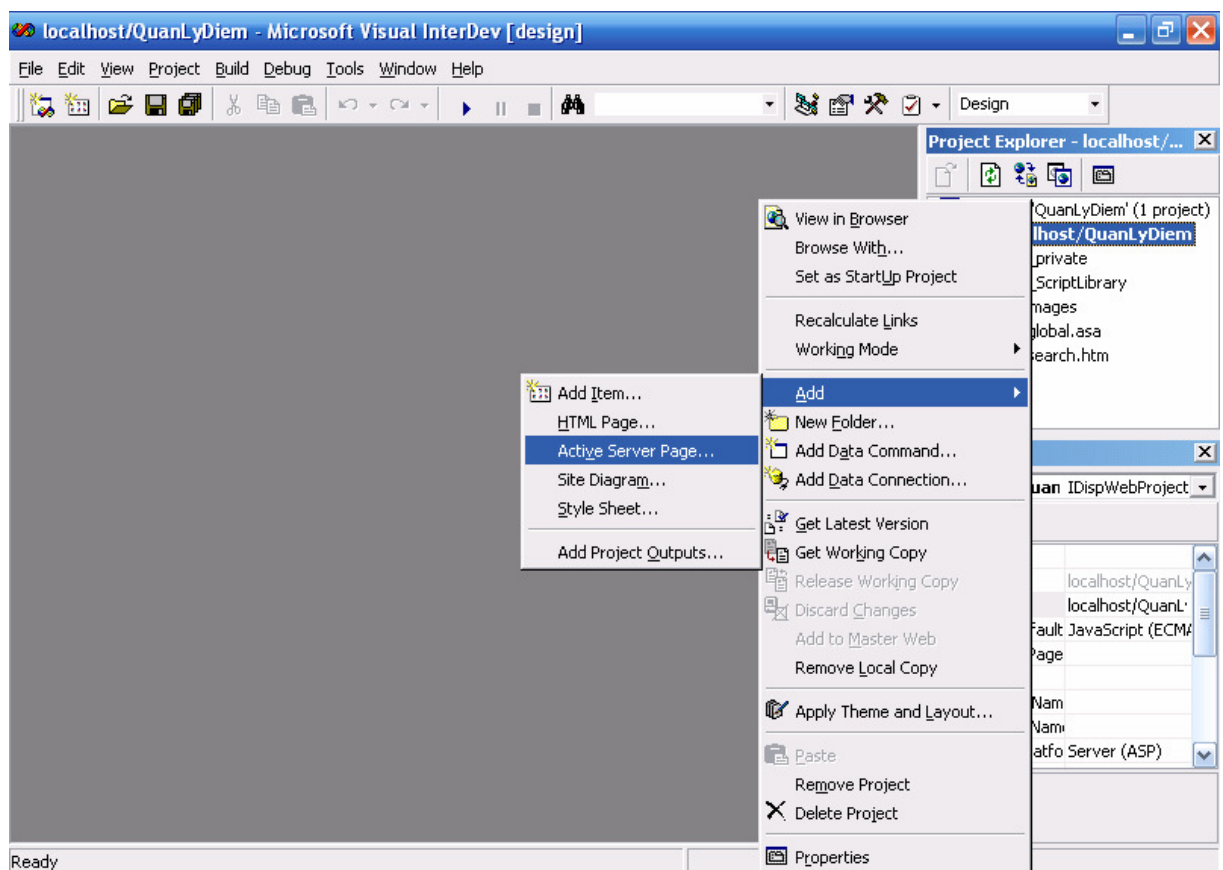 localhost/QuanLyDiem - Microsoft Visual InterDev [design]
File Edit View Project Build Debug Tools Window Help
Design
Project Explorer - localhost/...
'QuanLyDiem' (1 project)
lhost/QuanLyDiem
_private
_ScriptLibrary
mages
global.asa
search.htm
View in Browser
Browse With...
Set as StartUp Project
Recalculate Links
Working Mode
Add
New Folder...
Add Data Command...
Add Data Connection...
Get Latest Version
Get Working Copy
Release Working Copy
Discard Changes
Add to Master Web
Remove Local Copy
Apply Theme and Layout...
Paste
Remove Project
Delete Project
Properties
Add Item...
HTML Page...
Active Server Page...
Site Diagram...
Style Sheet...
Add Project Outputs...
uan IDispWebProject
localhost/QuanLy
localhost/QuanL
fault JavaScript (ECMA
Page
Nam
Nam
atfo Server (ASP)
Ready